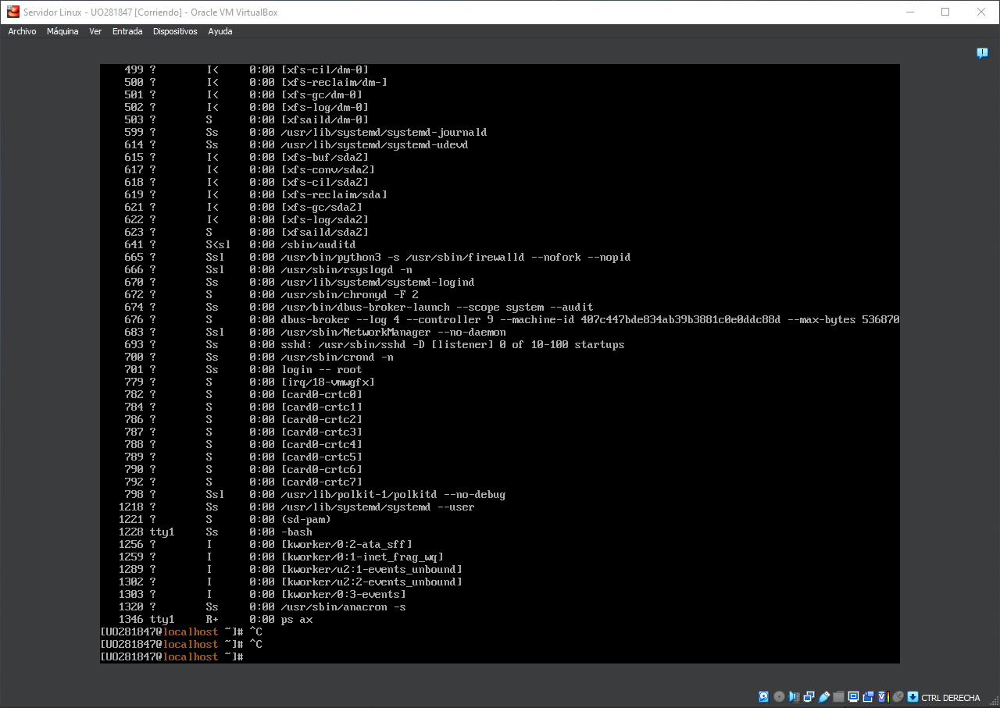 Servidor Linux - UO281847 [Corriendo] - Oracle VM VirtualBox
Archivo Máquina Ver Entrada Dispositivos Ayuda
499 ? I< 0:00 [xfs-cil/dm-0]
500 ? I< 0:00 [xfs-reclaim/dm-]
501 ? I< 0:00 [xfs-gc/dm-0]
502 ? I< 0:00 [xfs-log/dm-0]
503 ? S 0:00 [xfsaild/dm-0]
599 ? Ss 0:00 /usr/lib/systemd/systemd-journald
614 ? Ss 0:00 /usr/lib/systemd/systemd-udevd
615 ? I< 0:00 [xfs-buf/sda2]
617 ? I< 0:00 [xfs-conv/sda2]
618 ? I< 0:00 [xfs-cil/sda2]
619 ? I< 0:00 [xfs-reclaim/sda]
621 ? I< 0:00 [xfs-gc/sda2]
622 ? I< 0:00 [xfs-log/sda2]
623 ? S 0:00 [xfsaild/sda2]
641 ? S<sl 0:00 /sbin/auditd
665 ? Ssl 0:00 /usr/bin/python3 -s /usr/sbin/firewalld --nofork --nopid
666 ? Ssl 0:00 /usr/sbin/rsyslogd -n
670 ? Ss 0:00 /usr/lib/systemd/systemd-logind
672 ? S 0:00 /usr/sbin/chronyd -F 2
674 ? Ss 0:00 /usr/bin/dbus-broker-launch --scope system --audit
676 ? S 0:00 dbus-broker --log 4 --controller 9 --machine-id 407c447bde834ab39b3881c0e0ddc88d --max-bytes 536870
683 ? Ssl 0:00 /usr/sbin/NetworkManager --no-daemon
693 ? Ss 0:00 sshd: /usr/sbin/sshd -D [listener] 0 of 10-100 startups
700 ? Ss 0:00 /usr/sbin/crond -n
701 ? Ss 0:00 login -- root
779 ? S 0:00 [irq/18-vmwgfx]
782 ? S 0:00 [card0-crtc0]
784 ? S 0:00 [card0-crtc1]
786 ? S 0:00 [card0-crtc2]
787 ? S 0:00 [card0-crtc3]
788 ? S 0:00 [card0-crtc4]
789 ? S 0:00 [card0-crtc5]
790 ? S 0:00 [card0-crtc6]
792 ? S 0:00 [card0-crtc7]
798 ? Ssl 0:00 /usr/lib/polkit-1/polkitd --no-debug
1218 ? Ss 0:00 /usr/lib/systemd/systemd --user
1221 ? S 0:00 (sd-pam)
1228 tty1 Ss 0:00 -bash
1256 ? I 0:00 [kworker/0:2-ata_sff]
1259 ? I 0:00 [kworker/0:1-inet_frag_wq]
1289 ? I 0:00 [kworker/u2:1-events_unbound]
1302 ? I 0:00 [kworker/u2:2-events_unbound]
1303 ? I 0:00 [kworker/0:3-events]
1320 ? Ss 0:00 /usr/sbin/anacron -s
1346 tty1 R+ 0:00 ps ax
[UO281847@localhost ~]# ^C
[UO281847@localhost ~]# ^C
[UO281847@localhost ~]#
CTRL DERECHA